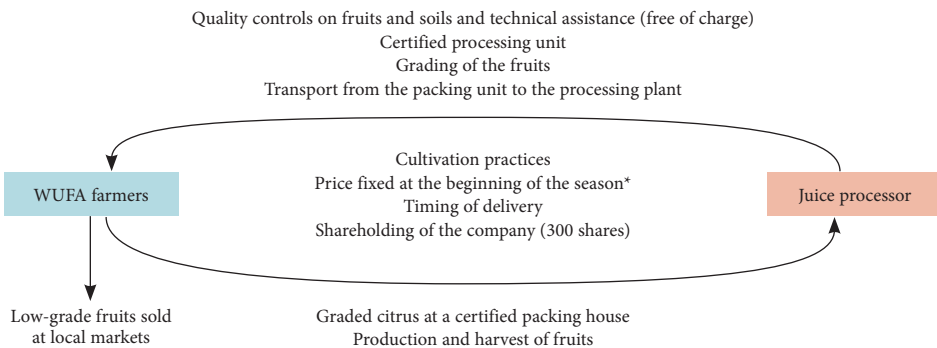 Quality controls on fruits and soils and technical assistance (free of charge)
Certified processing unit
Grading of the fruits
Transport from the packing unit to the processing plant
Cultivation practices
Price fixed at the beginning of the season*
Timing of delivery
Shareholding of the company (300 shares)
WUFA farmers
Juice processor
Low-grade fruits sold
at local markets
Graded citrus at a certified packing house
Production and harvest of fruits